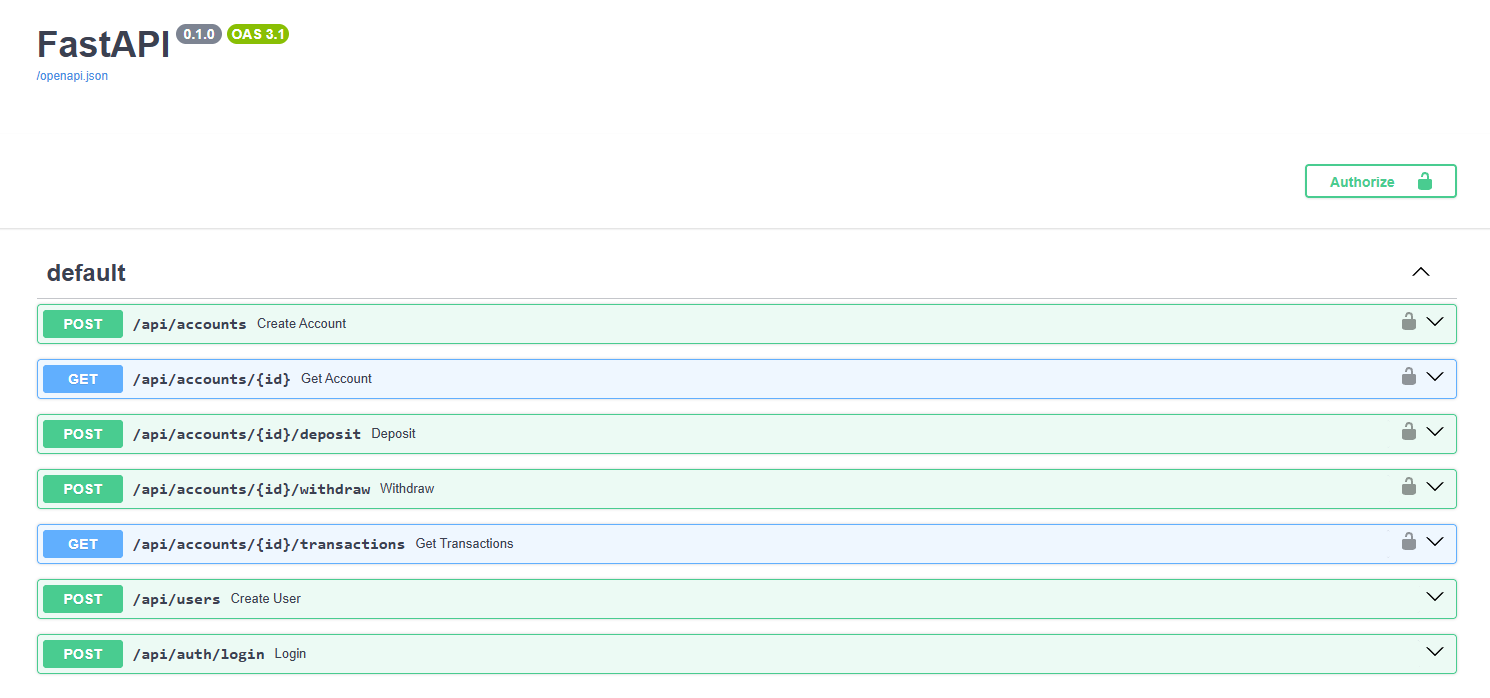 FastAPI 0.1.0 OAS 3.1
/openapi.json
Authorize
default
POST /api/accounts Create Account
GET /api/accounts/{id} Get Account
POST /api/accounts/{id}/deposit Deposit
POST /api/accounts/{id}/withdraw Withdraw
GET /api/accounts/{id}/transactions Get Transactions
POST /api/users Create User
POST /api/auth/login Login